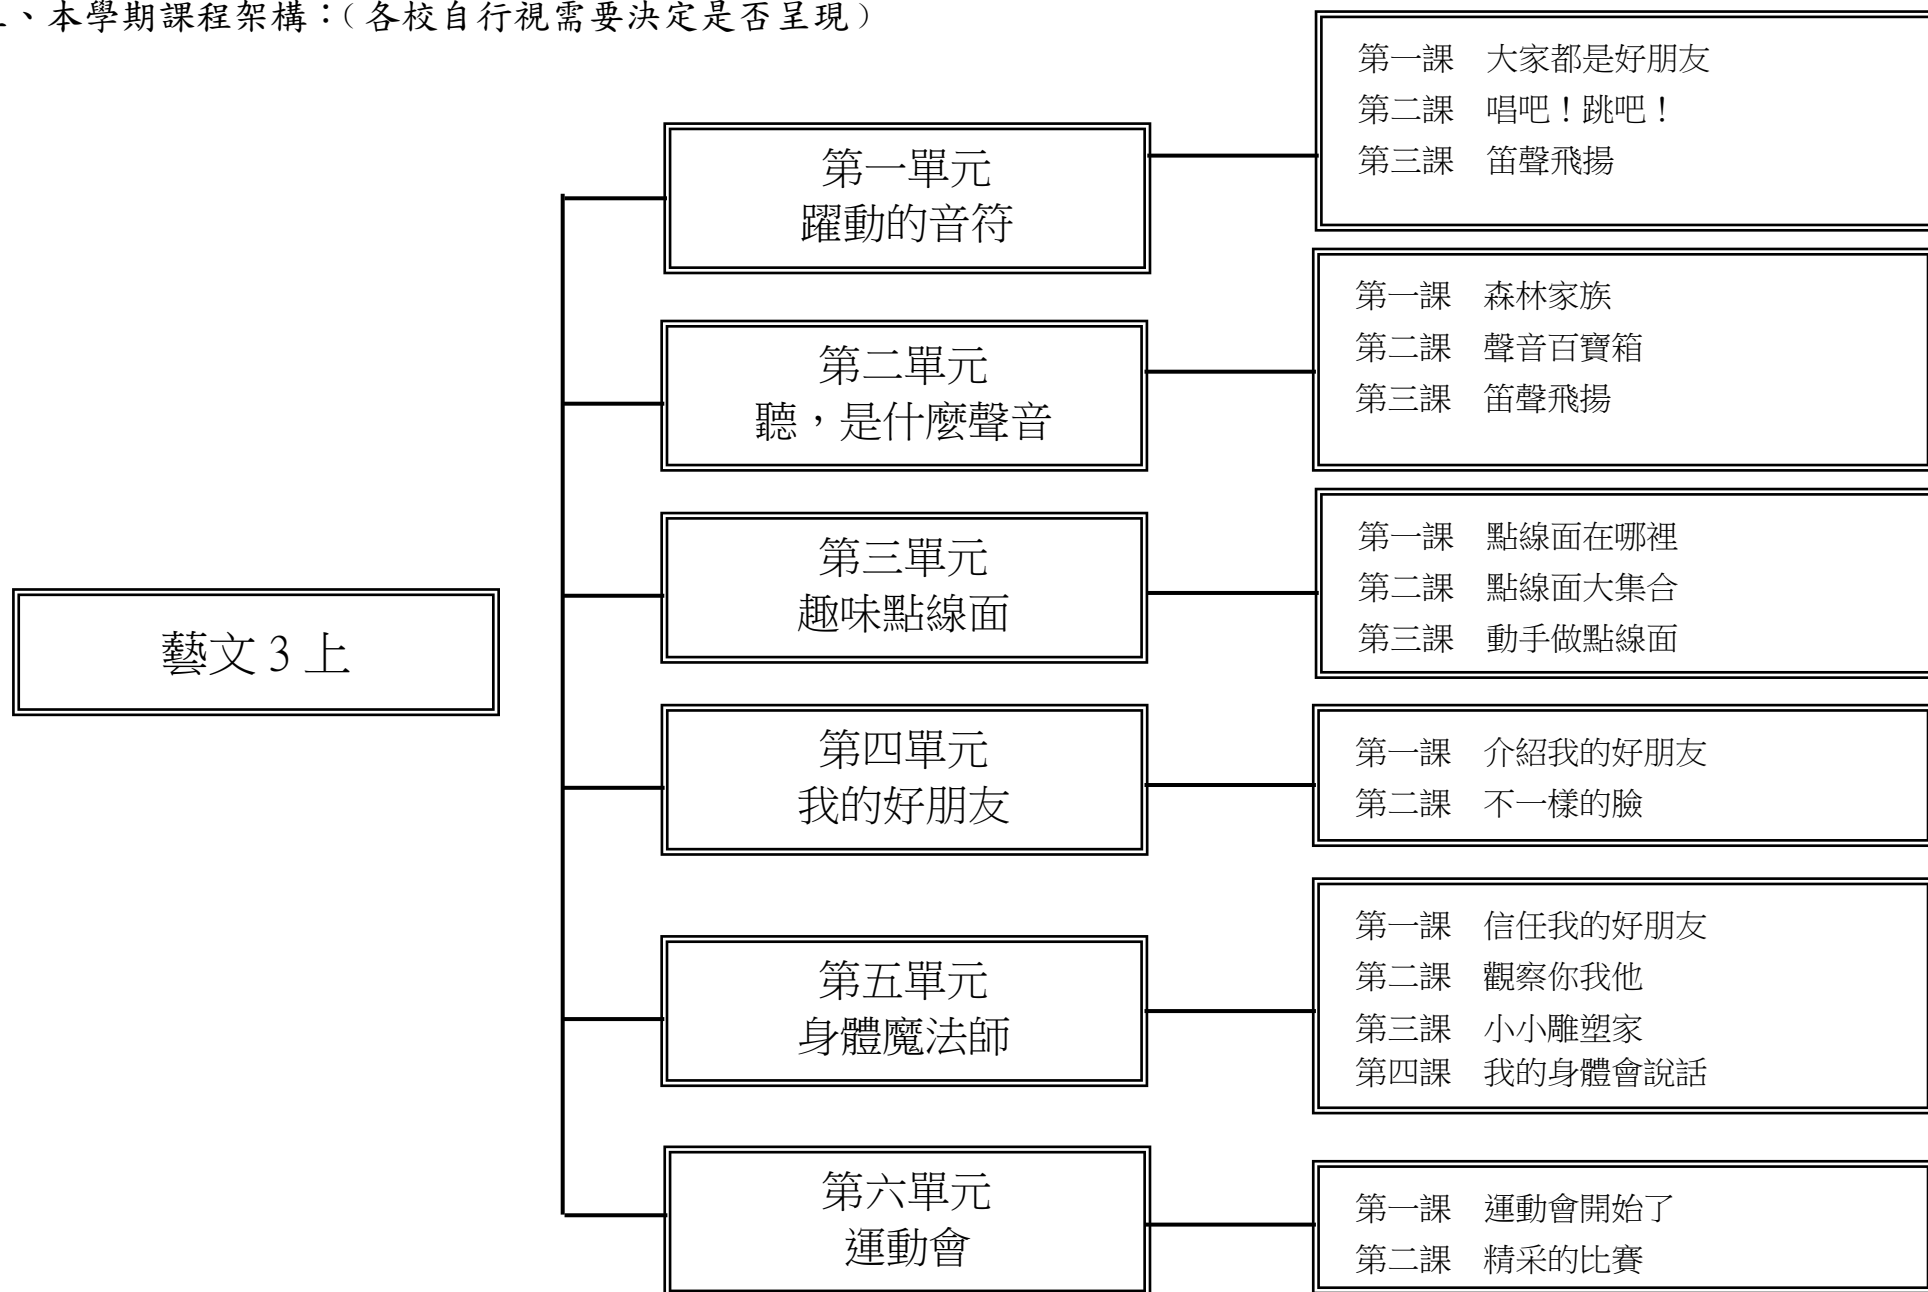 、本學期課程架構：（各校自行視需要決定是否呈現）
藝文 3 上
第一單元
躍動的音符
第一課　大家都是好朋友
第二課　唱吧！跳吧！
第三課　笛聲飛揚
第二單元
聽，是什麼聲音
第一課　森林家族
第二課　聲音百寶箱
第三課　笛聲飛揚
第三單元
趣味點線面
第一課　點線面在哪裡
第二課　點線面大集合
第三課　動手做點線面
第四單元
我的好朋友
第一課　介紹我的好朋友
第二課　不一樣的臉
第五單元
身體魔法師
第一課　信任我的好朋友
第二課　觀察你我他
第三課　小小雕塑家
第四課　我的身體會說話
第六單元
運動會
第一課　運動會開始了
第二課　精采的比賽